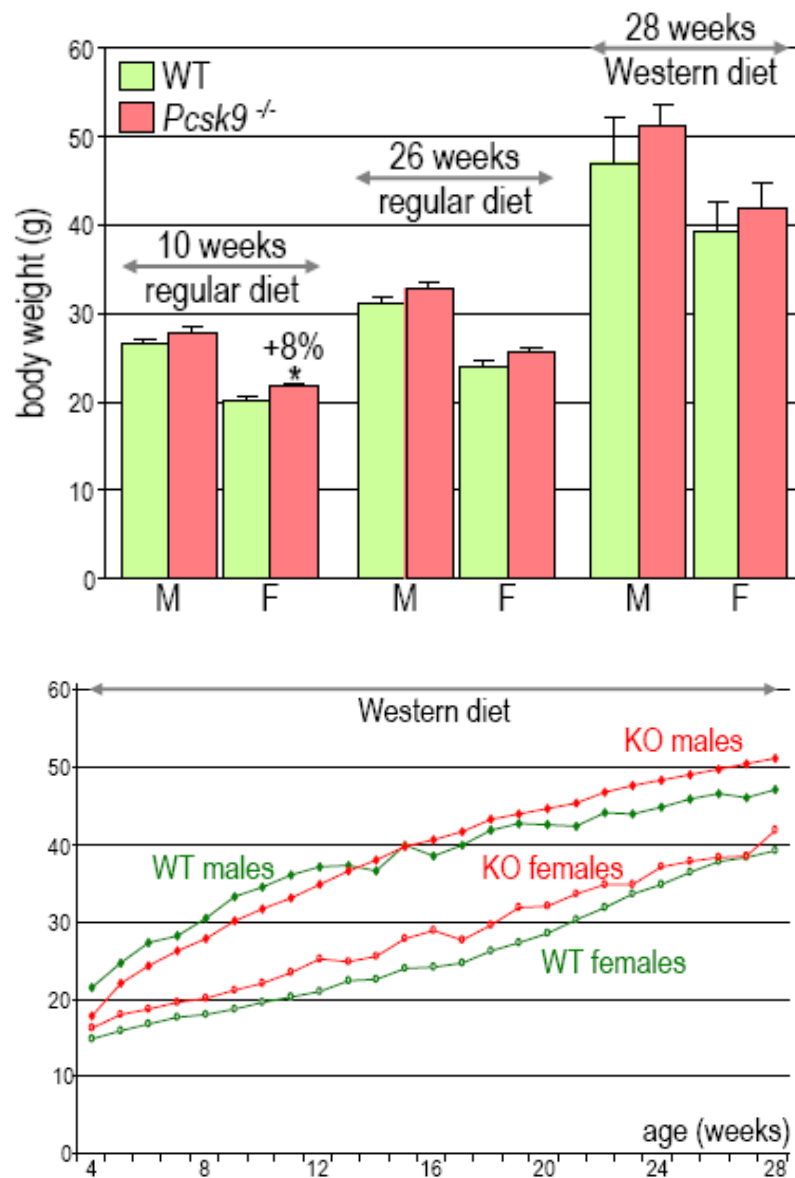 28 weeks
Western diet
WT
Pcsk9 -/-
26 weeks
regular diet
10 weeks
regular diet
+8%
*
body weight (g)
60
50
40
30
20
10
0
M F M F M F
60
50
40
30
20
10
0
Western diet
KO males
WT males
KO females
WT females
age (weeks)
4 8 12 16 20 24 28